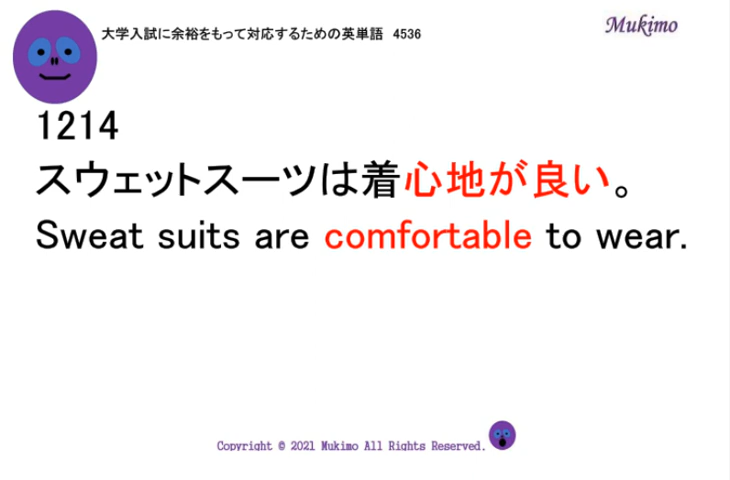 大学入試に余裕をもって対応するための英単語 4536
Mukimo
1214
スウェットスーツは着心地が良い。
Sweat suits are comfortable to wear.
Copyright © 2021 Mukimo All Rights Reserved.